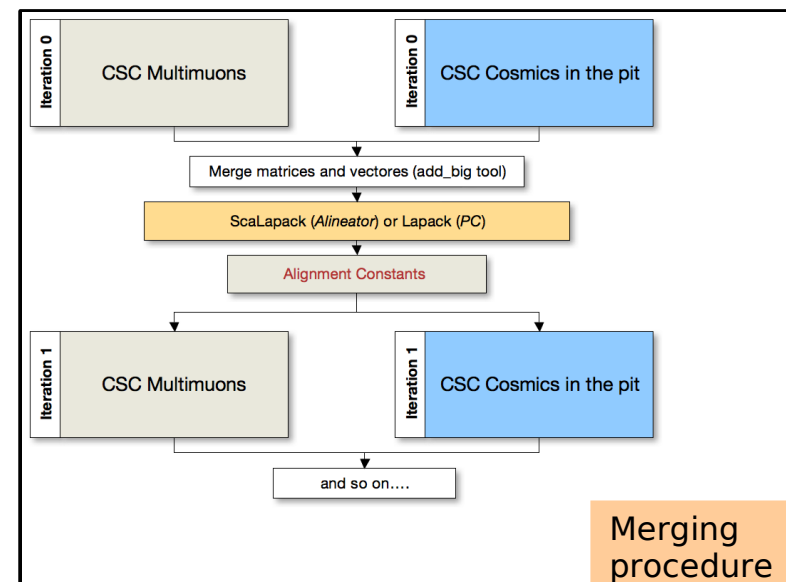 Iteration 0
CSC Multimuons
Iteration 0
CSC Cosmics in the pit
Merge matrices and vectores (add_big tool)
ScaLapack (Alineator) or Lapack (PC)
Alignment Constants
Iteration 1
CSC Multimuons
Iteration 1
CSC Cosmics in the pit
and so on....
Merging
procedure